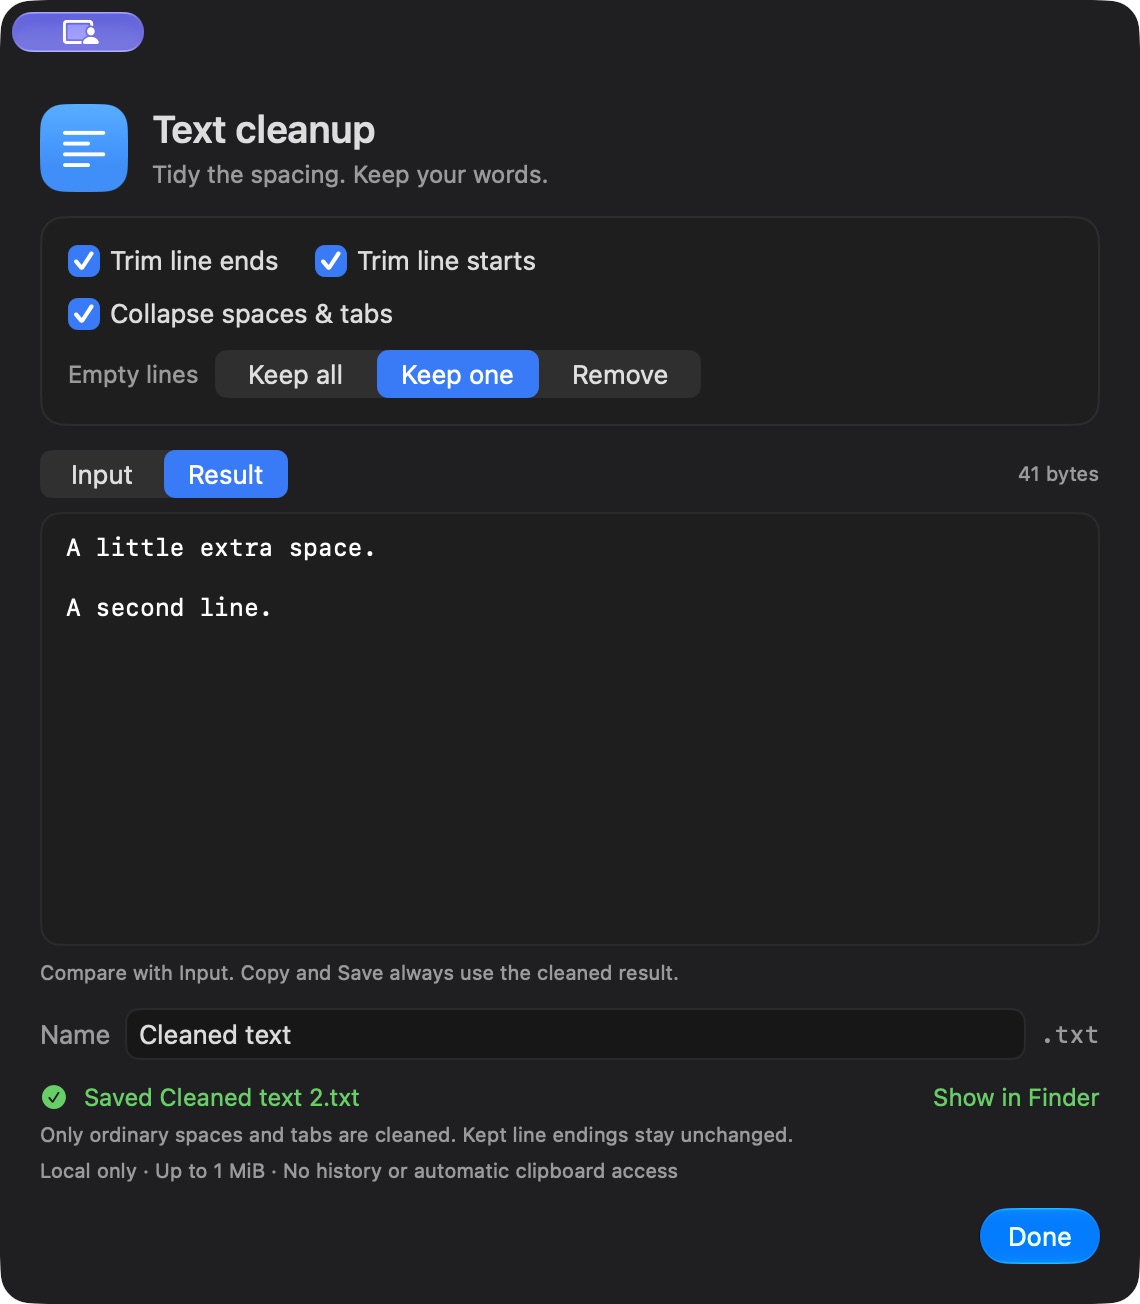 Text cleanup
Tidy the spacing. Keep your words.
Trim line ends Trim line starts
Collapse spaces & tabs
Empty lines Keep all Keep one Remove
Input Result 41 bytes
A little extra space.
A second line.
Compare with Input. Copy and Save always use the cleaned result.
Name Cleaned text .txt
Saved Cleaned text 2.txt Show in Finder
Only ordinary spaces and tabs are cleaned. Kept line endings stay unchanged.
Local only · Up to 1 MiB · No history or automatic clipboard access
Done